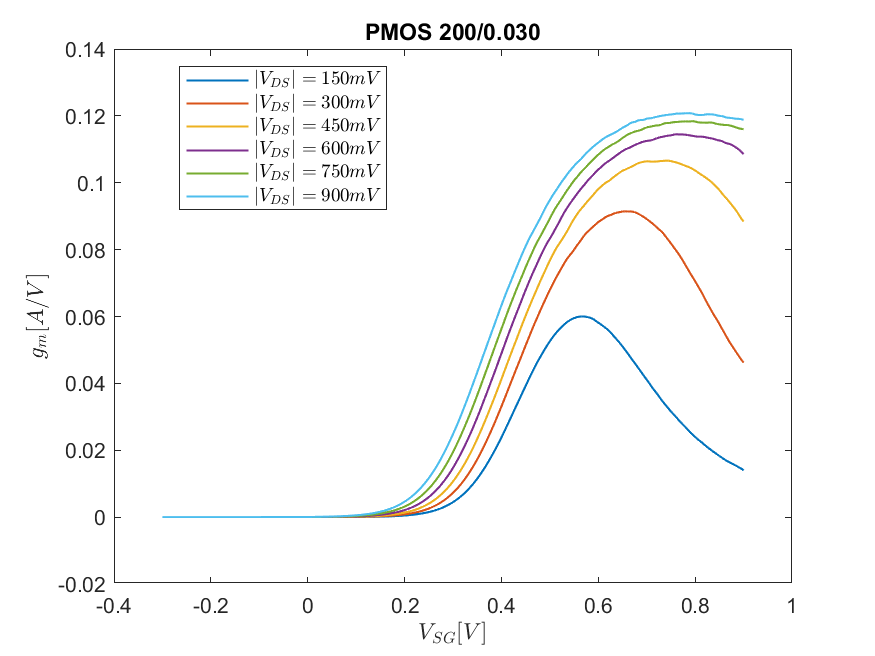 PMOS 200/0.030
|V_DS| = 150mV
|V_DS| = 300mV
|V_DS| = 450mV
|V_DS| = 600mV
|V_DS| = 750mV
|V_DS| = 900mV
0.14
0.12
0.1
0.08
0.06
0.04
0.02
0
-0.02
g_m[A/V]
-0.4 -0.2 0 0.2 0.4 0.6 0.8 1
V_SG[V]